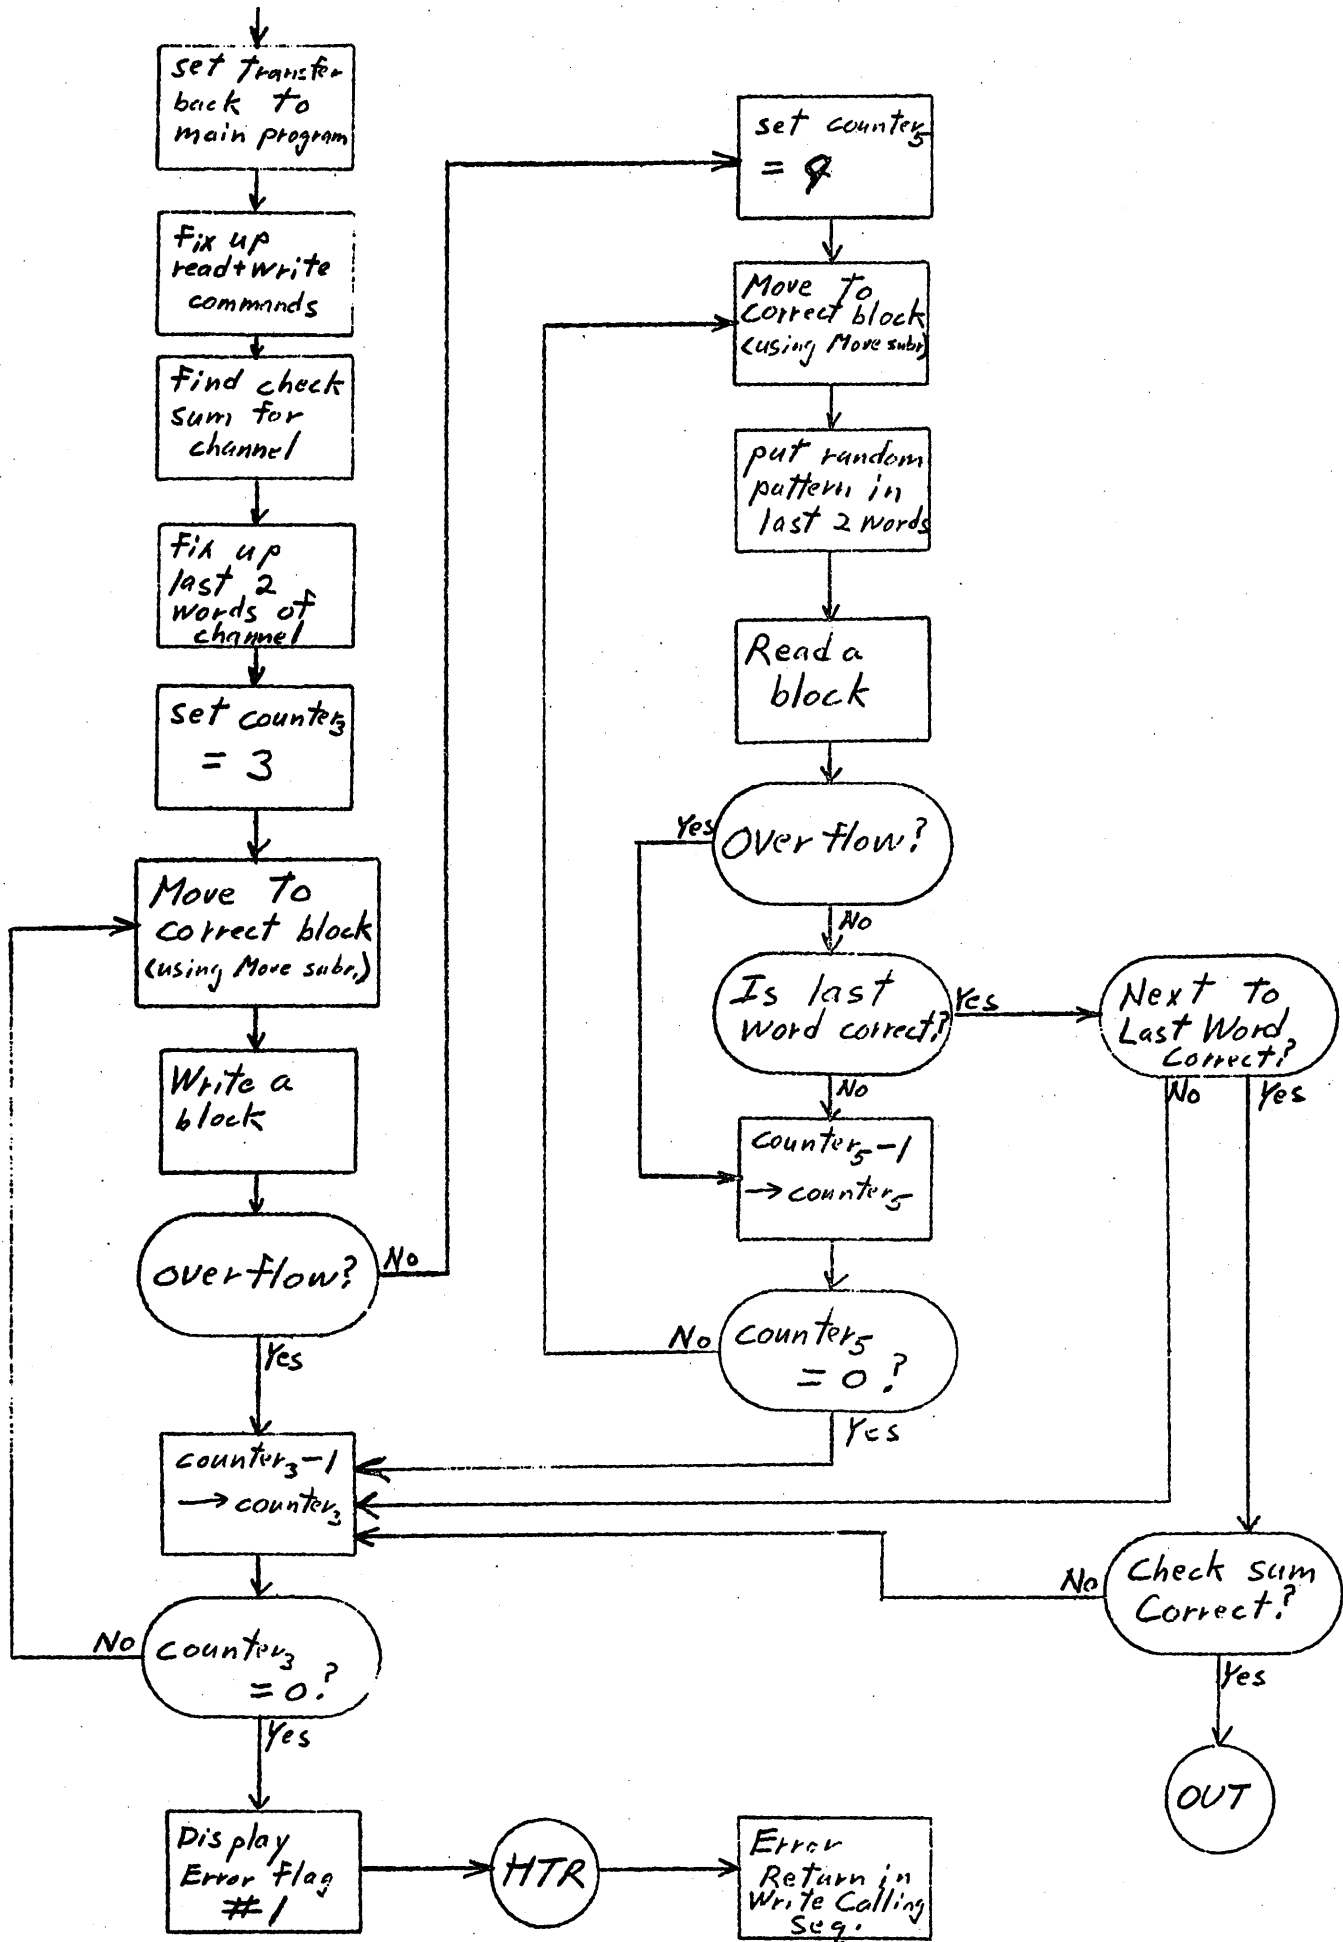 set transfer
back to
main program
Fix up
read+write
commands
Find check
sum for
channel
Fix up
last 2
words of
channel
set counter3
= 3
Move To
correct block
(using Move subr.)
Write a
block
overflow?
No
Yes
counter3-1
→ counter3
counter3
= 0?
No
Yes
Display
Error flag
#1
HTR
Error
Return in
Write Calling
Seq.
set counter5
=
Move To
correct block
(using Move subr)
put random
pattern in
last 2 words
Read a
block
Overflow?
Yes
No
Is last
word correct?
Yes
No
counter5-1
→ counter5
counter5
= 0?
No
Yes
Next To
Last Word
Correct?
No
Yes
Check sum
Correct?
No
Yes
OUT